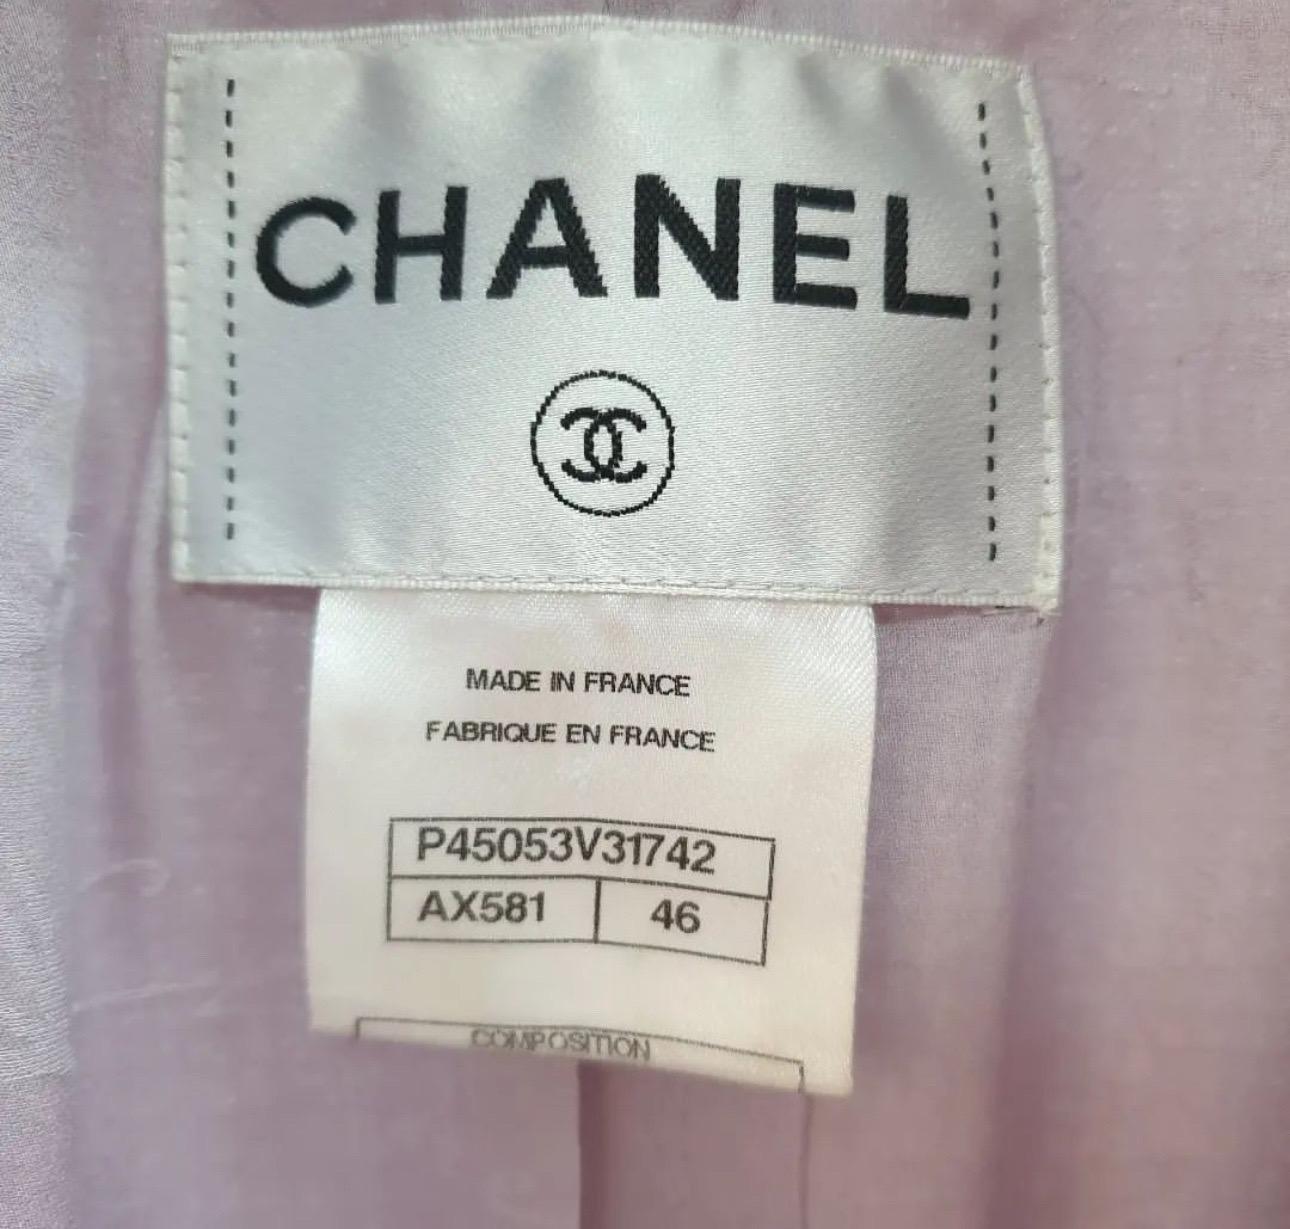 CHANEL
MADE IN FRANCE
FABRIQUE EN FRANCE
P45053V31742
AX581 46
COMPOSITION